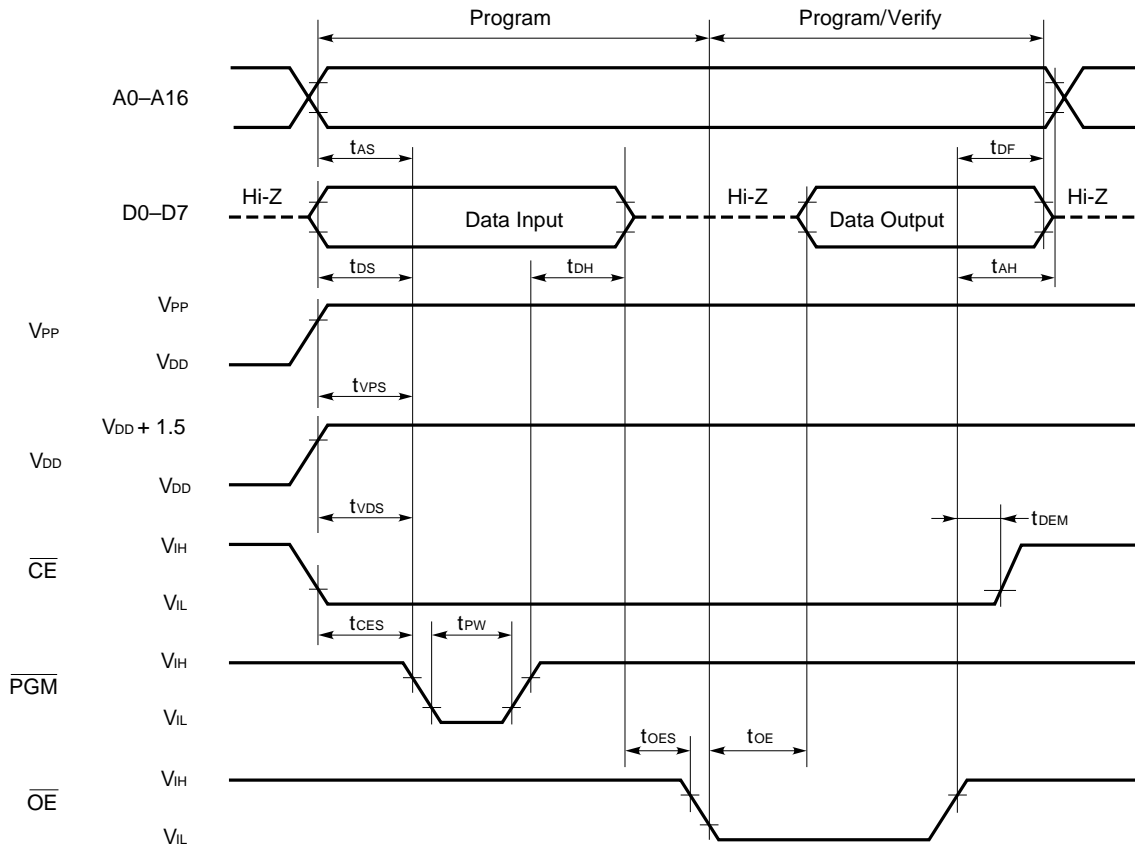 Program Program/Verify
A0–A16
tAS tDF
Hi-Z Hi-Z Hi-Z
D0–D7 Data Input Data Output
tDS tDH tAH
VPP
VPP
VDD
tVPS
VDD + 1.5
VDD
VDD
tVDS
tDEM
VIH
CE
VIL
tCES tPW
VIH
PGM
VIL
tOES tOE
VIH
OE
VIL